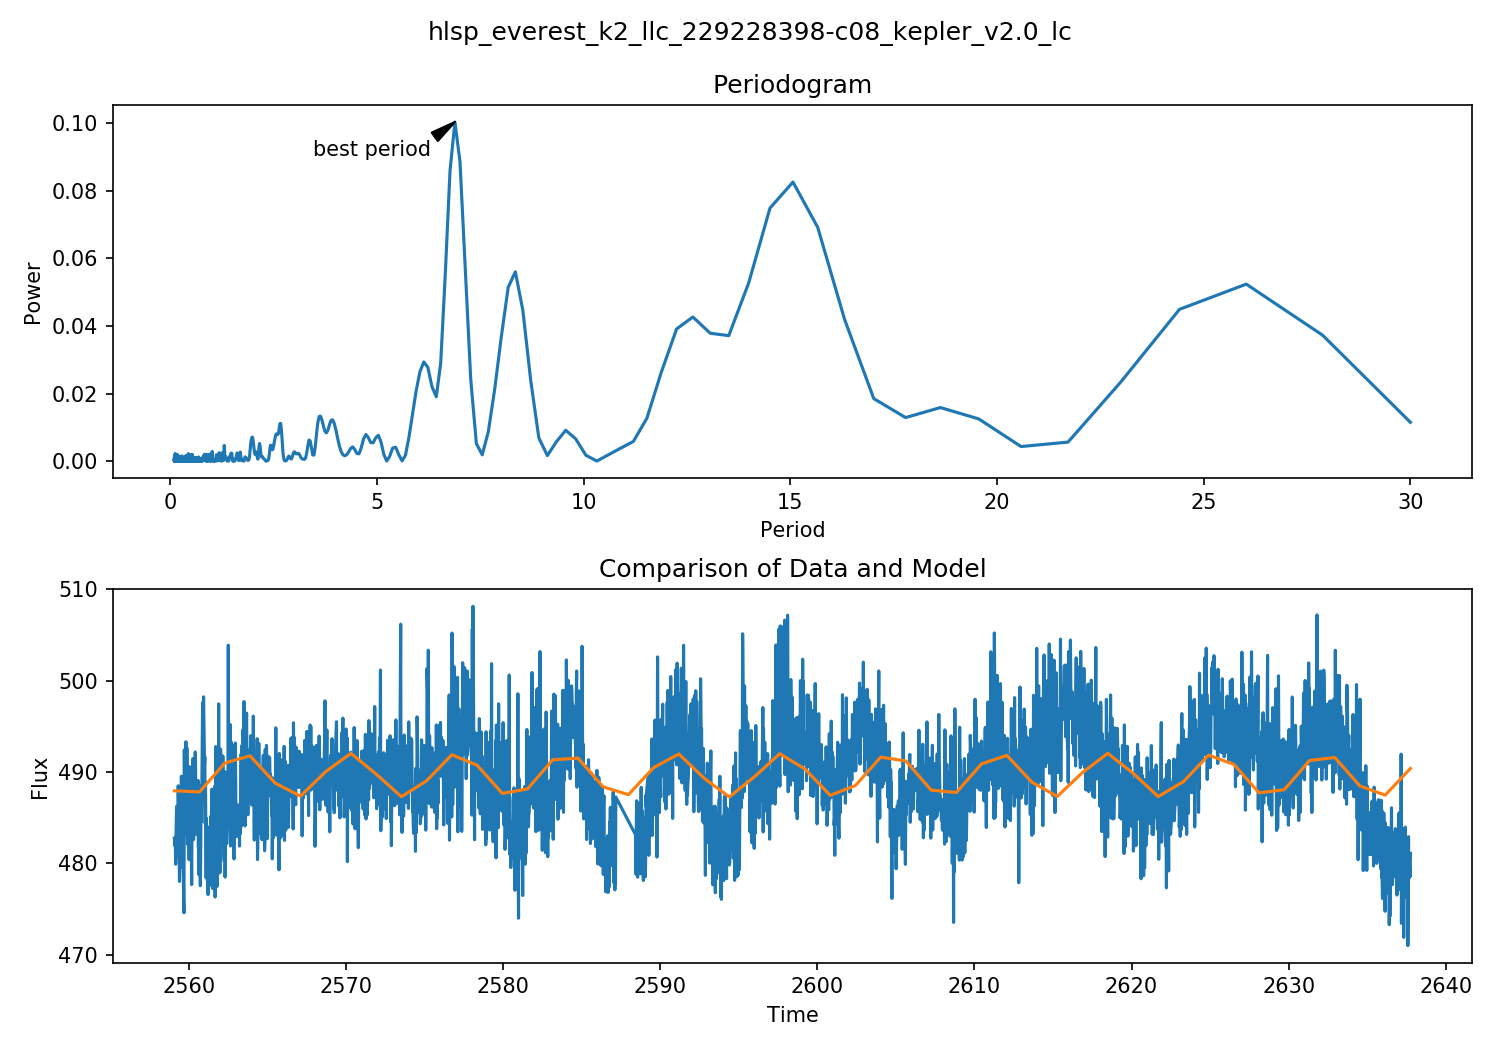 hlsp_everest_k2_llc_229228398-c08_kepler_v2.0_lc
Periodogram
0.10
0.08
0.06
0.04
0.02
0.00
Power
best period
0 5 10 15 20 25 30
Period
Comparison of Data and Model
510
500
490
480
470
Flux
2560 2570 2580 2590 2600 2610 2620 2630 2640
Time